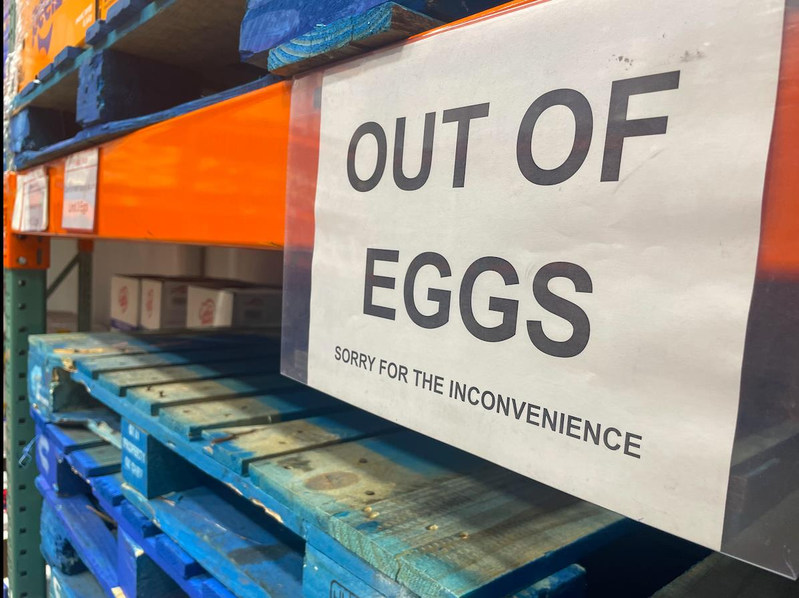 OUT OF
EGGS
SORRY FOR THE INCONVENIENCE